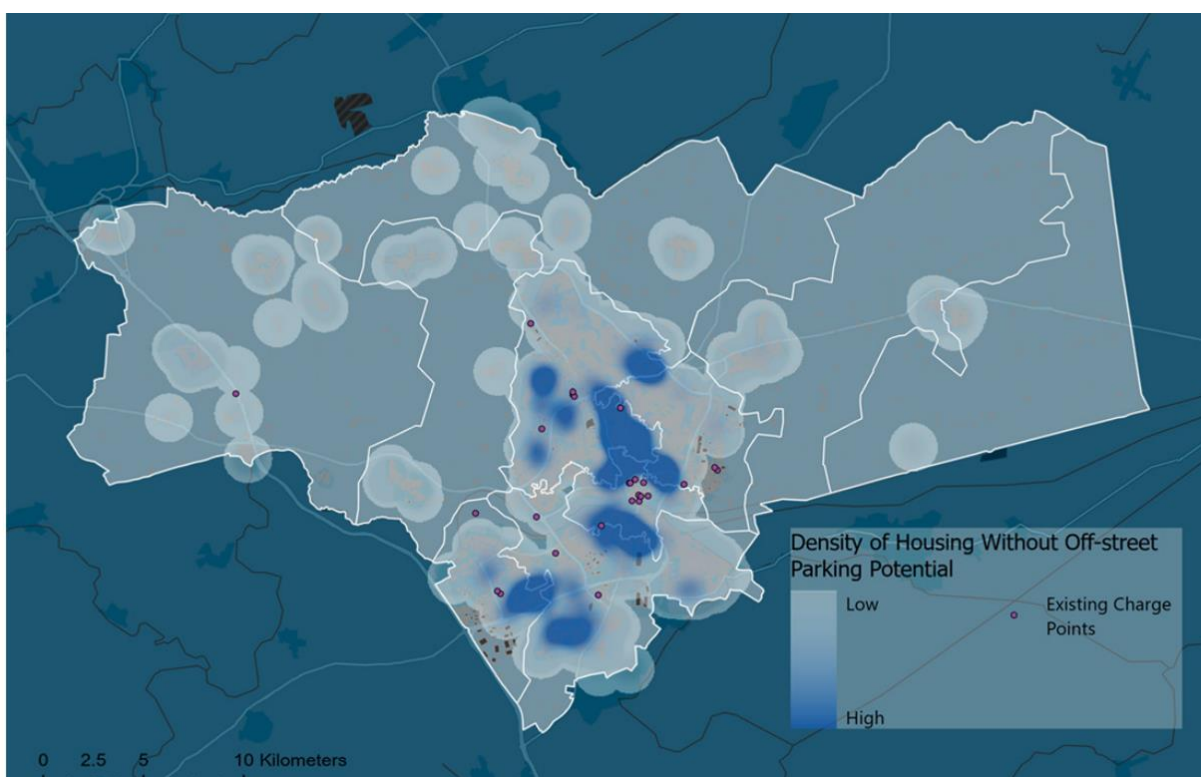 Density of Housing Without Off-street
Parking Potential
Low
High
Existing Charge
Points
0 2.5 5 10 Kilometers